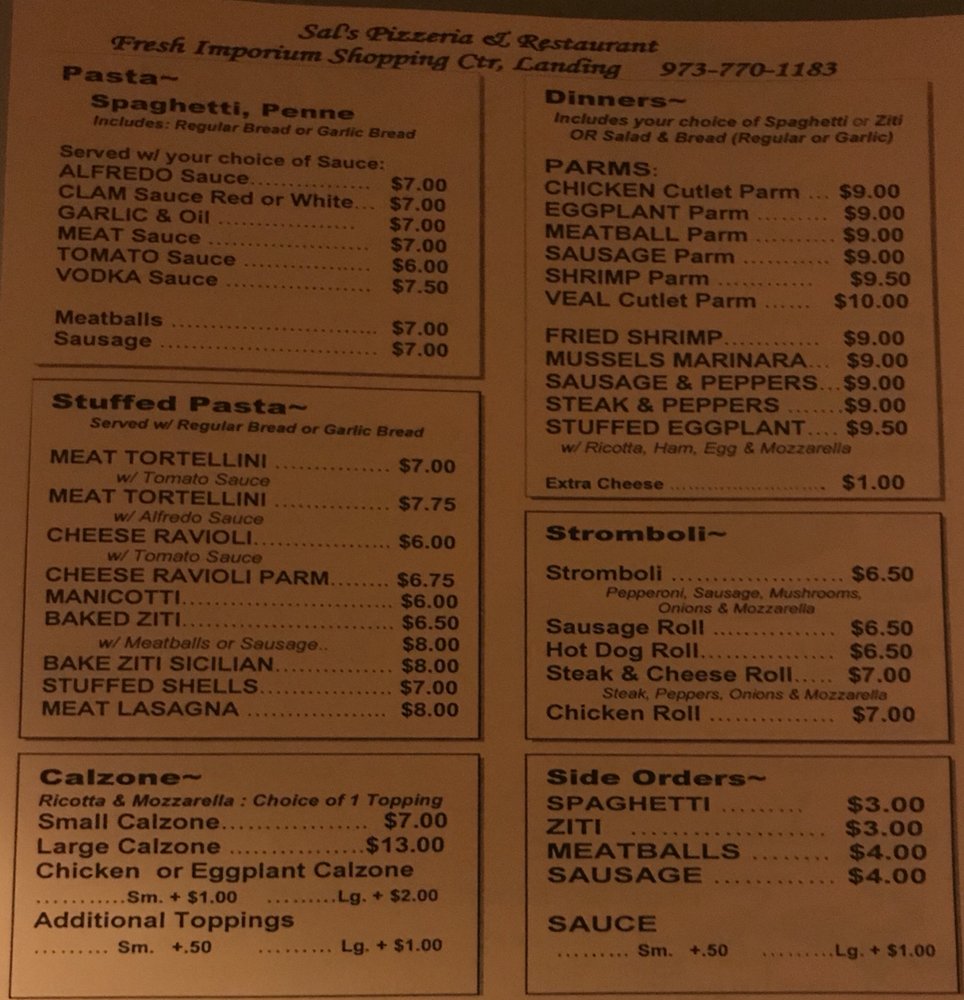 Sal's Pizzeria & Restaurant
Fresh Imporium Shopping Ctr, Landing 973-770-1183
Pasta~
Spaghetti, Penne
Includes: Regular Bread or Garlic Bread
Served w/ your choice of Sauce:
ALFREDO Sauce.................. $7.00
CLAM Sauce Red or White... $7.00
GARLIC & Oil .................... $7.00
MEAT Sauce ....................... $7.00
TOMATO Sauce ................... $6.00
VODKA Sauce ..................... $7.50
Meatballs .............................. $7.00
Sausage ................................ $7.00
Stuffed Pasta~
Served w/ Regular Bread or Garlic Bread
MEAT TORTELLINI ............... $7.00
w/ Tomato Sauce
MEAT TORTELLINI ............... $7.75
w/ Alfredo Sauce
CHEESE RAVIOLI.................. $6.00
w/ Tomato Sauce
CHEESE RAVIOLI PARM........ $6.75
MANICOTTI........................... $6.00
BAKED ZITI........................... $6.50
w/ Meatballs or Sausage.. $8.00
BAKE ZITI SICILIAN............... $8.00
STUFFED SHELLS................. $7.00
MEAT LASAGNA .................. $8.00
Calzone~
Ricotta & Mozzarella : Choice of 1 Topping
Small Calzone................... $7.00
Large Calzone .................$13.00
Chicken or Eggplant Calzone
...........Sm. + $1.00 .........Lg. + $2.00
Additional Toppings
......... Sm. +.50 ......... Lg. + $1.00
Dinners~
Includes your choice of Spaghetti or Ziti
OR Salad & Bread (Regular or Garlic)
PARMS:
CHICKEN Cutlet Parm ... $9.00
EGGPLANT Parm ......... $9.00
MEATBALL Parm .......... $9.00
SAUSAGE Parm ........... $9.00
SHRIMP Parm ............ $9.50
VEAL Cutlet Parm ...... $10.00
FRIED SHRIMP............ $9.00
MUSSELS MARINARA... $9.00
SAUSAGE & PEPPERS...$9.00
STEAK & PEPPERS .......$9.00
STUFFED EGGPLANT.... $9.50
w/ Ricotta, Ham, Egg & Mozzarella
Extra Cheese .......................... $1.00
Stromboli~
Stromboli ..................... $6.50
Pepperoni, Sausage, Mushrooms,
Onions & Mozzarella
Sausage Roll ............... $6.50
Hot Dog Roll................ $6.50
Steak & Cheese Roll..... $7.00
Steak, Peppers, Onions & Mozzarella
Chicken Roll ............... $7.00
Side Orders~
SPAGHETTI ......... $3.00
ZITI ..................... $3.00
MEATBALLS ........ $4.00
SAUSAGE ............ $4.00
SAUCE
......... Sm. +.50 .........Lg. + $1.00